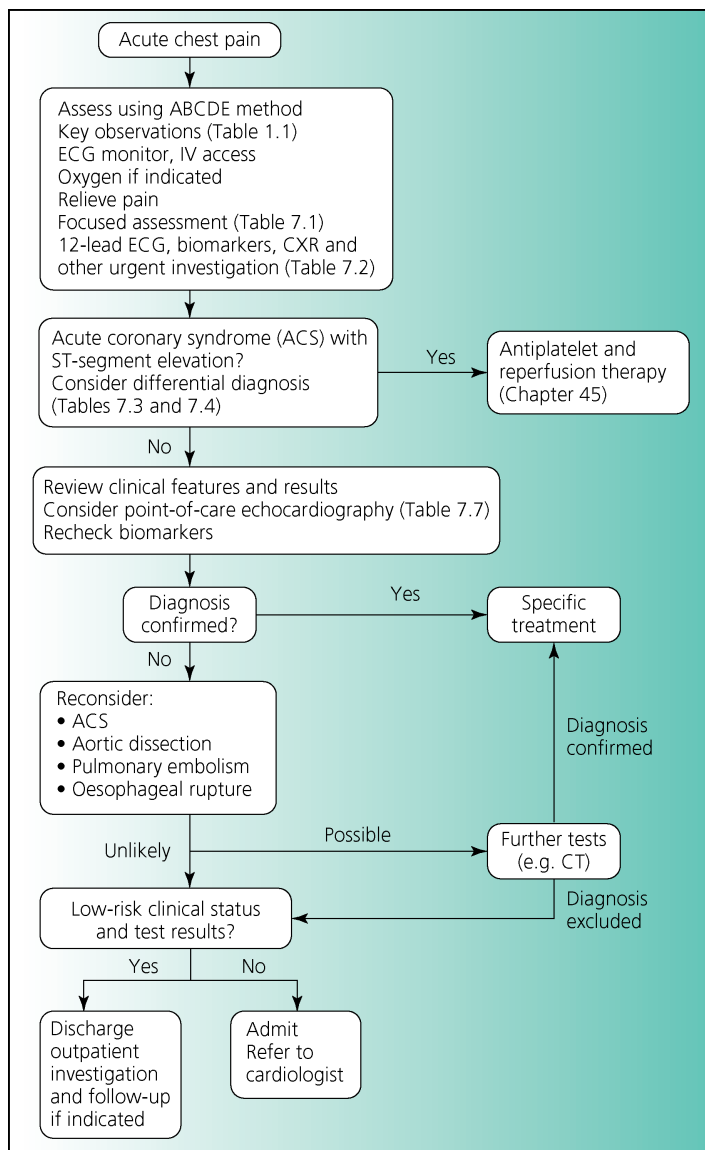 Acute chest pain
Assess using ABCDE method
Key observations (Table 1.1)
ECG monitor, IV access
Oxygen if indicated
Relieve pain
Focused assessment (Table 7.1)
12-lead ECG, biomarkers, CXR and
other urgent investigation (Table 7.2)
Acute coronary syndrome (ACS) with
ST-segment elevation?
Consider differential diagnosis
(Tables 7.3 and 7.4)
Yes
Antiplatelet and
reperfusion therapy
(Chapter 45)
No
Review clinical features and results
Consider point-of-care echocardiography (Table 7.7)
Recheck biomarkers
Diagnosis
confirmed?
Yes
Specific
treatment
No
Reconsider:
• ACS
• Aortic dissection
• Pulmonary embolism
• Oesophageal rupture
Diagnosis
confirmed
Unlikely
Possible
Further tests
(e.g. CT)
Diagnosis
excluded
Low-risk clinical status
and test results?
Yes
No
Discharge
outpatient
investigation
and follow-up
if indicated
Admit
Refer to
cardiologist